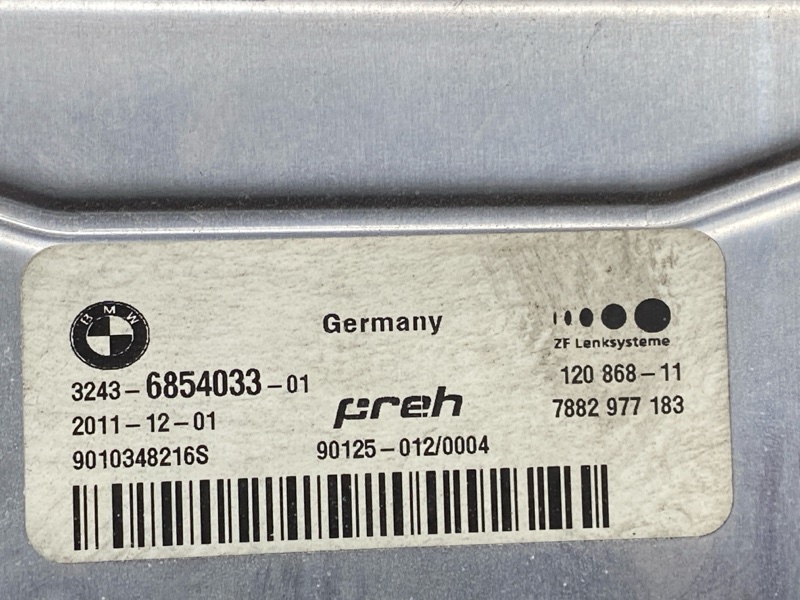 BMW
Germany
ZF Lenksysteme
3243-6854033-01
120 868-11
2011-12-01
preh
7882 977 183
9010348216S
90125-012/0004